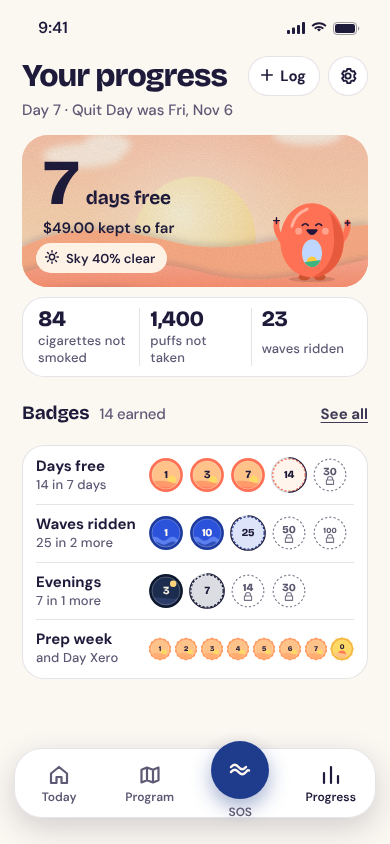 9:41
Your progress
+ Log
Day 7 · Quit Day was Fri, Nov 6
7 days free
$49.00 kept so far
Sky 40% clear
84
cigarettes not
smoked
1,400
puffs not
taken
23
waves ridden
Badges 14 earned
See all
Days free
14 in 7 days
1 3 7 14 30
Waves ridden
25 in 2 more
1 10 25 50 100
Evenings
7 in 1 more
3 7 14 30
Prep week
and Day Xero
1 2 3 4 5 6 7 0
Today
Program
SOS
Progress